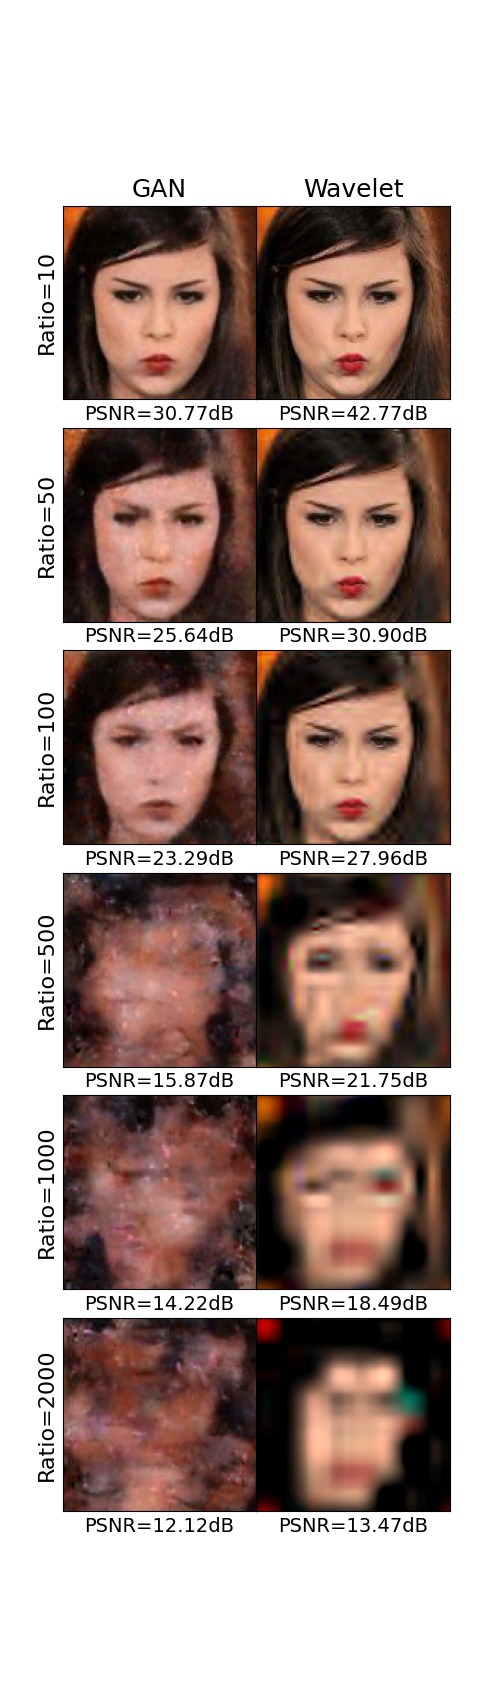 GAN Wavelet
Ratio=10
PSNR=30.77dB PSNR=42.77dB
Ratio=50
PSNR=25.64dB PSNR=30.90dB
Ratio=100
PSNR=23.29dB PSNR=27.96dB
Ratio=500
PSNR=15.87dB PSNR=21.75dB
Ratio=1000
PSNR=14.22dB PSNR=18.49dB
Ratio=2000
PSNR=12.12dB PSNR=13.47dB